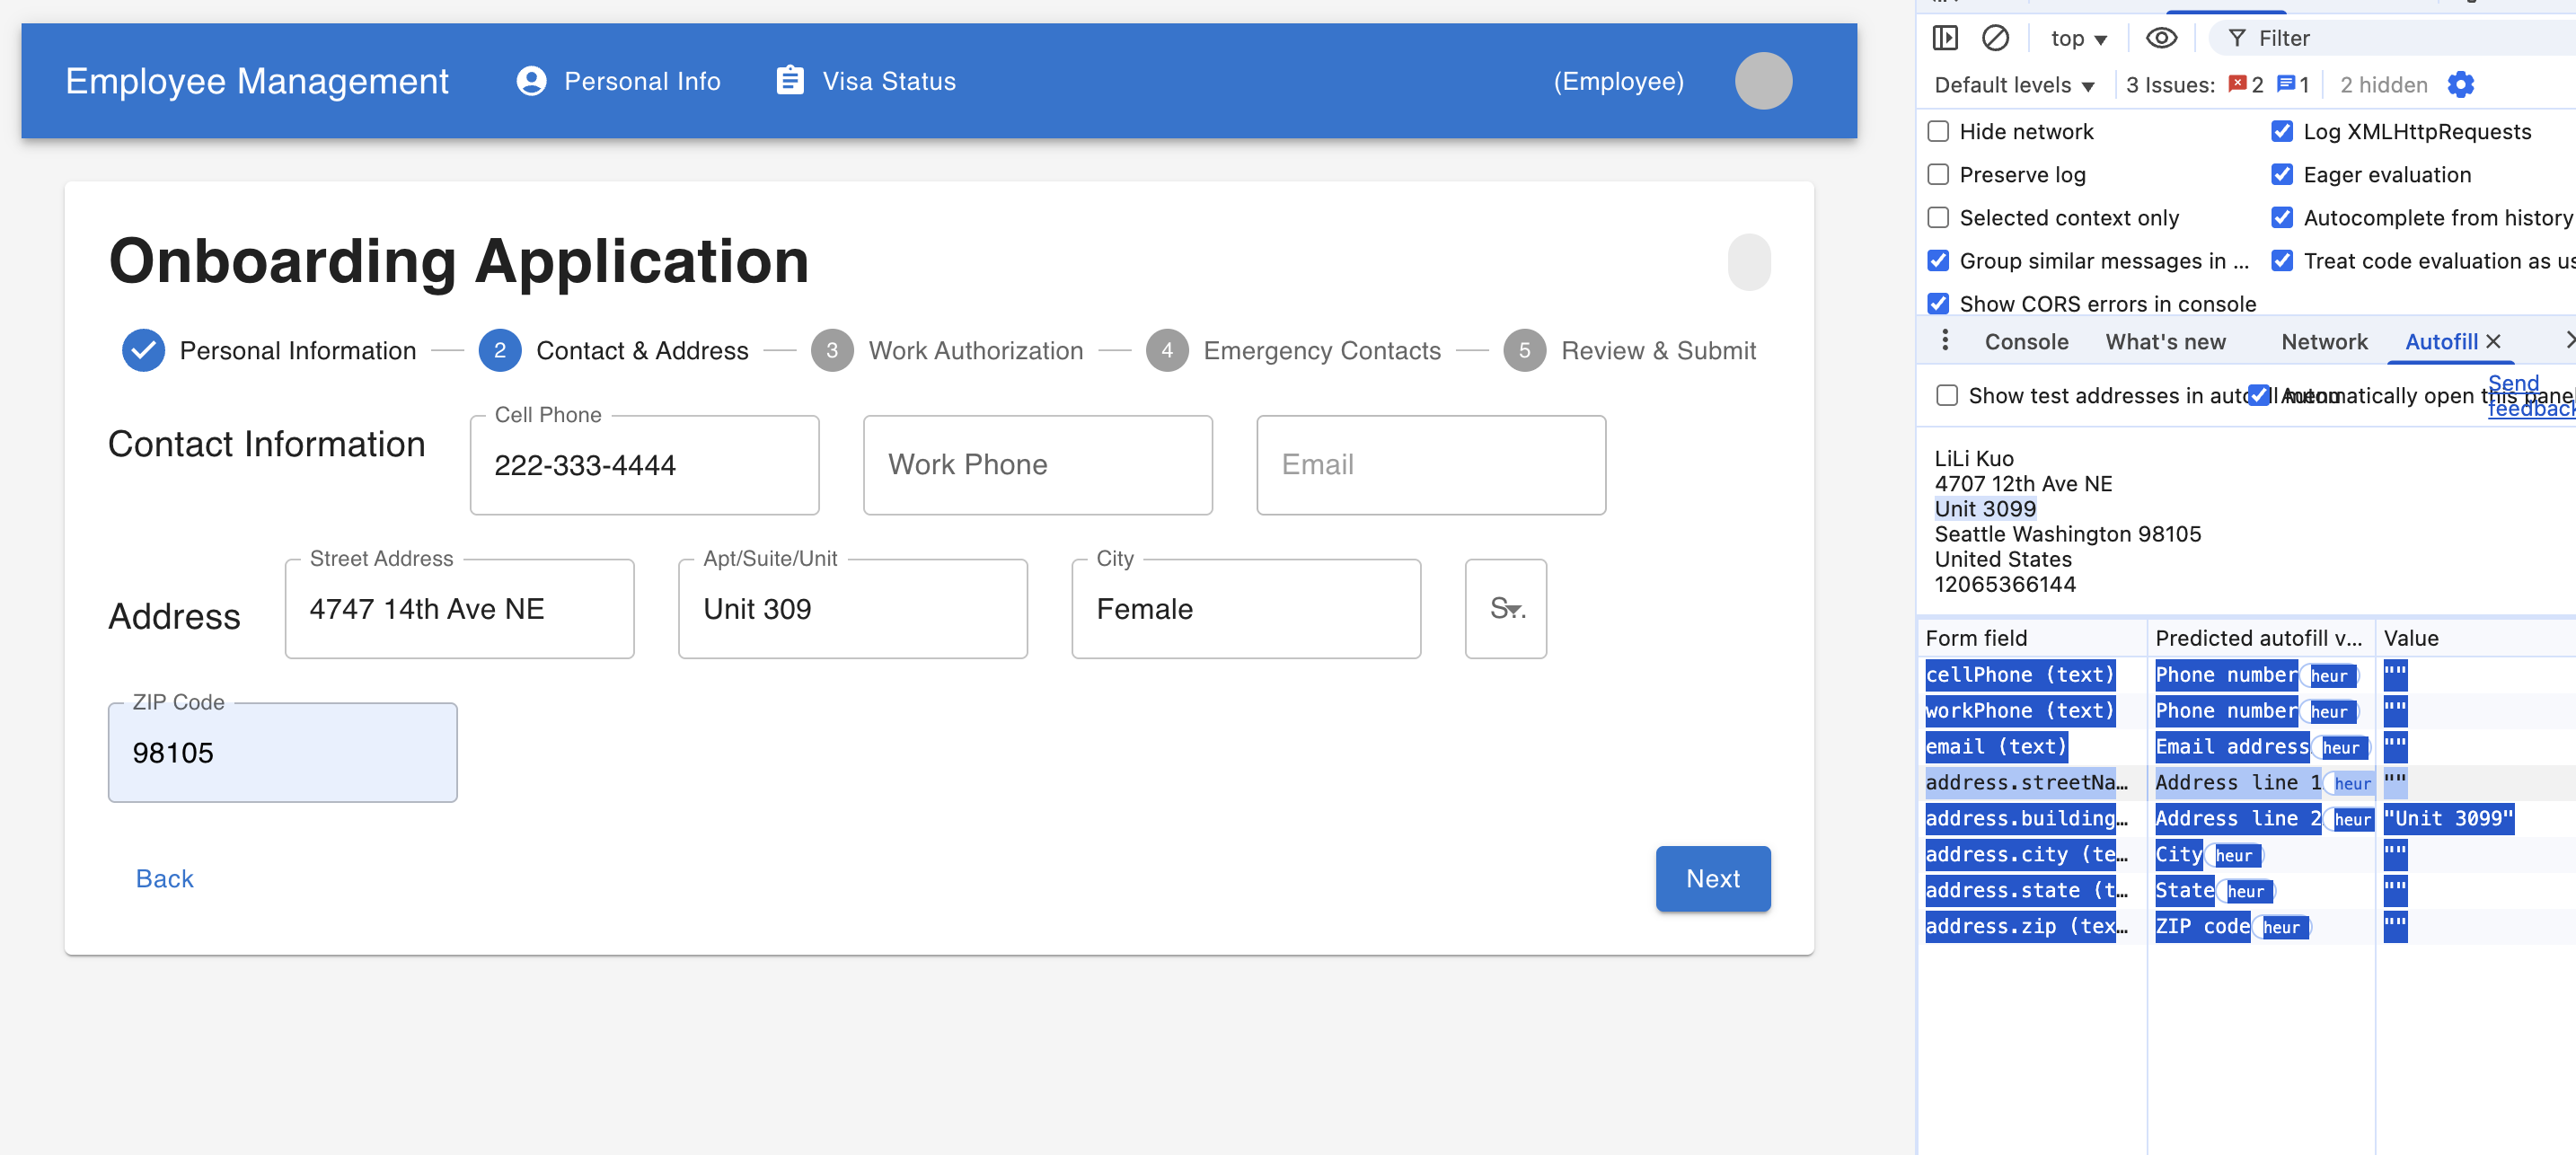 Employee Management
Personal Info
Visa Status
(Employee)
Onboarding Application
Personal Information
2
Contact & Address
3
Work Authorization
4
Emergency Contacts
5
Review & Submit
Contact Information
Cell Phone
222-333-4444
Work Phone
Email
Address
Street Address
4747 14th Ave NE
Apt/Suite/Unit
Unit 309
City
Female
S...
ZIP Code
98105
Back
Next
top
Filter
Default levels
3 Issues:
2
1
2 hidden
Hide network
Log XMLHttpRequests
Preserve log
Eager evaluation
Selected context only
Autocomplete from history
Group similar messages in ...
Treat code evaluation as us
Show CORS errors in console
Console
What's new
Network
Autofill
Show test addresses in autofill menu
Automatically open this panel
Send
feedback
LiLi Kuo
4707 12th Ave NE
Unit 3099
Seattle Washington 98105
United States
12065366144
Form field
Predicted autofill v...
Value
cellPhone (text)
Phone number heur
""
workPhone (text)
Phone number heur
""
email (text)
Email address heur
""
address.streetNa…
Address line 1 heur
""
address.building…
Address line 2 heur
"Unit 3099"
address.city (te…
City heur
""
address.state (t…
State heur
""
address.zip (tex…
ZIP code heur
""